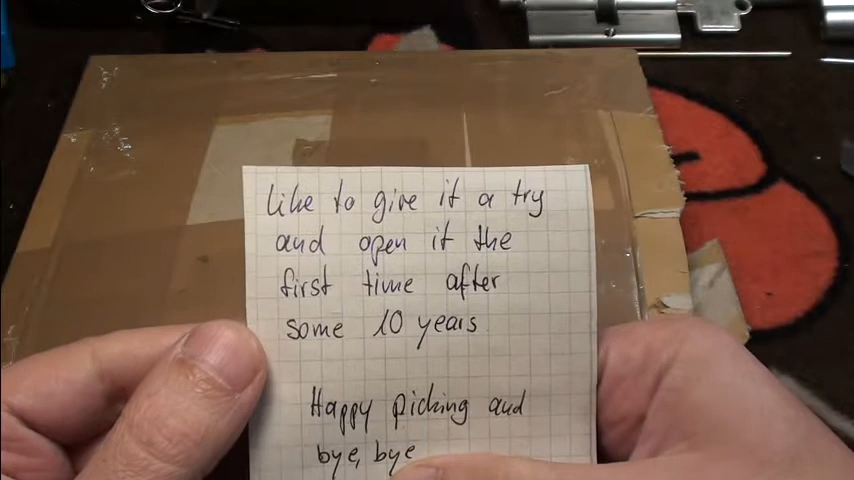 like to give it a try
and open it the
first time after
some 10 years
Happy picking and
bye, bye